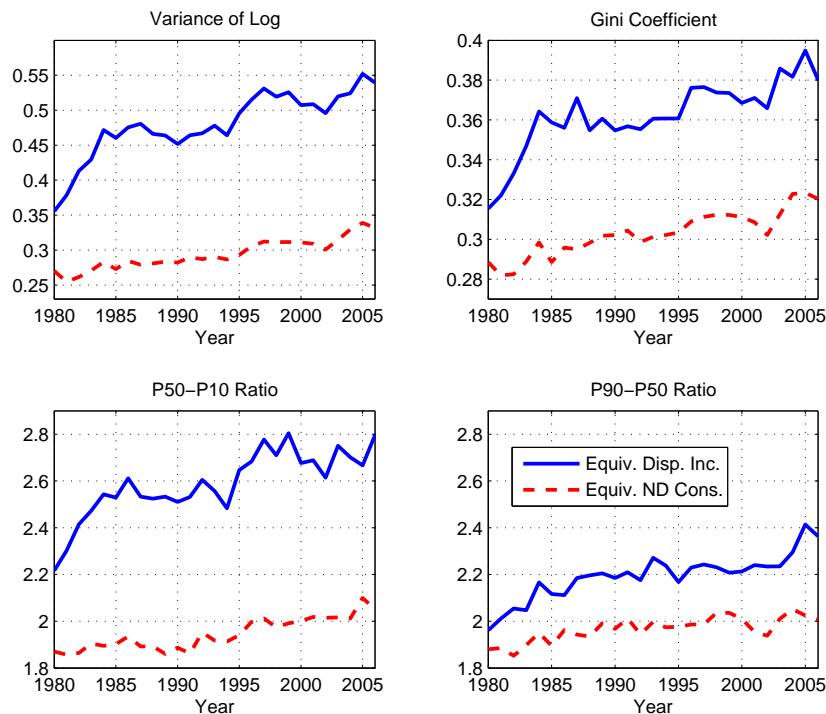 Variance of Log
0.55
0.5
0.45
0.4
0.35
0.3
0.25
1980 1985 1990 1995 2000 2005
Year
Gini Coefficient
0.4
0.38
0.36
0.34
0.32
0.3
0.28
1980 1985 1990 1995 2000 2005
Year
P50−P10 Ratio
2.8
2.6
2.4
2.2
2
1.8
1980 1985 1990 1995 2000 2005
Year
P90−P50 Ratio
2.8
2.6
2.4
2.2
2
1.8
Equiv. Disp. Inc.
Equiv. ND Cons.
1980 1985 1990 1995 2000 2005
Year